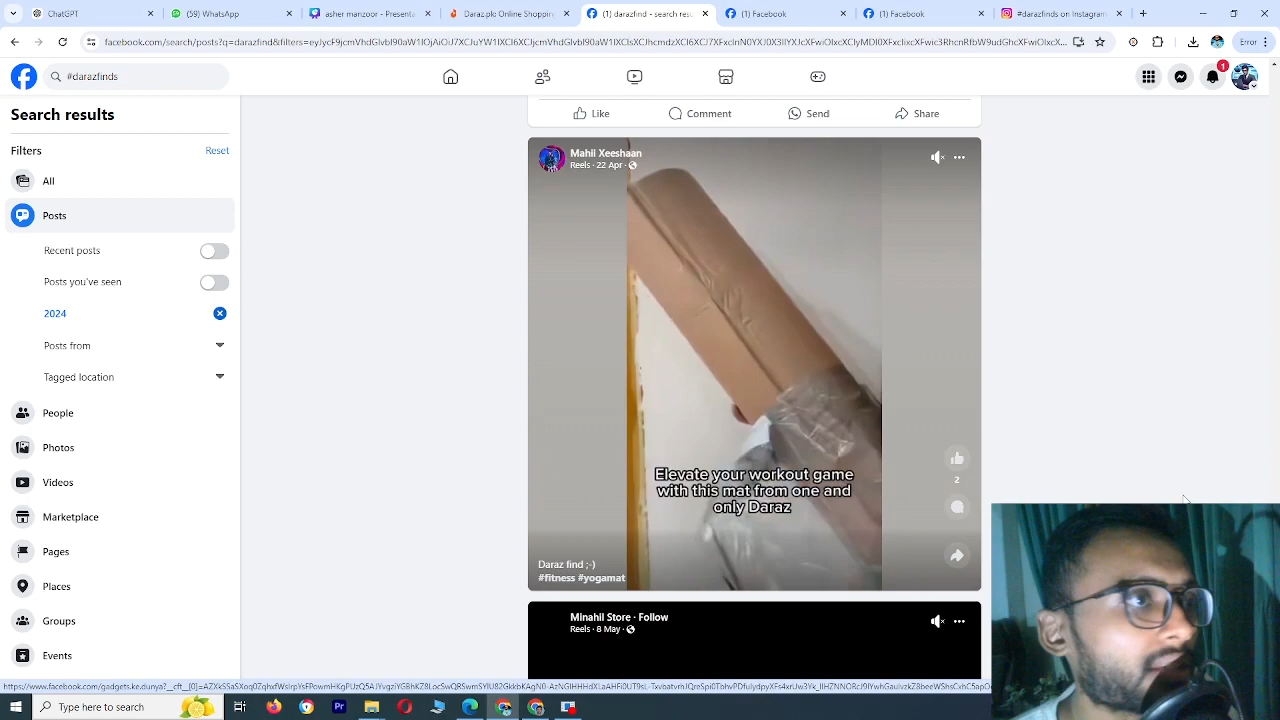 ChatGPT
(59) WhatsApp
asher manzoor - Presenta
Daraz.pk: Online Shoppin
(1) darazfinds - Search
(1) Facebook
(1) Facebook
#darazfinds on Instagram
#darazfinds
Error
1
Search results
Filters
Reset
All
Posts
Recent posts
Posts you've seen
2024
Posts from
Tagged location
People
Photos
Videos
Marketplace
Pages
Places
Groups
Events
Like
Comment
Send
Share
Mahil Xeeshaan
Reels · 22 Apr ·
Elevate your workout game
with this mat from one and
only Daraz
2
Daraz find ;-)
#fitness #yogamat
Minahil Store · Follow
Reels · 8 May ·
Type here to search